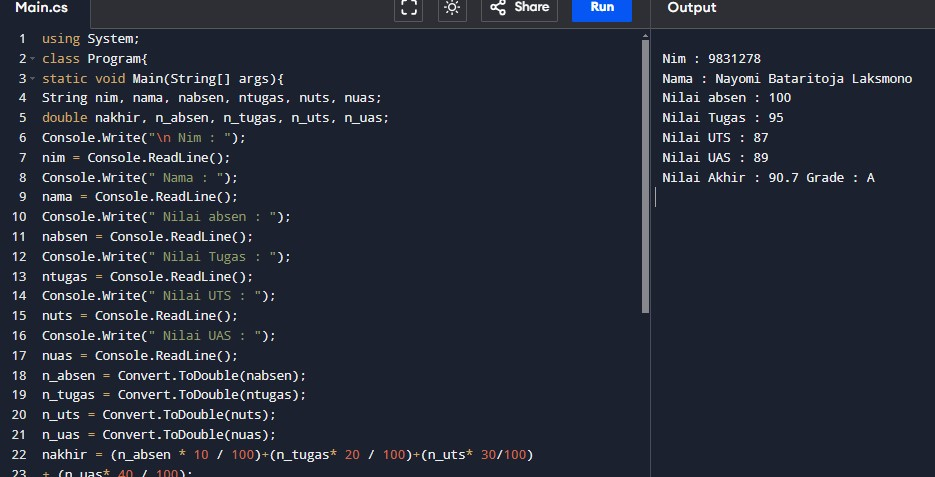 Main.cs
Share
Run
Output
1 using System;
2 class Program{
3 static void Main(String[] args){
4 String nim, nama, nabsen, ntugas, nuts, nuas;
5 double nakhir, n_absen, n_tugas, n_uts, n_uas;
6 Console.Write("\n Nim : ");
7 nim = Console.ReadLine();
8 Console.Write(" Nama : ");
9 nama = Console.ReadLine();
10 Console.Write(" Nilai absen : ");
11 nabsen = Console.ReadLine();
12 Console.Write(" Nilai Tugas : ");
13 ntugas = Console.ReadLine();
14 Console.Write(" Nilai UTS : ");
15 nuts = Console.ReadLine();
16 Console.Write(" Nilai UAS : ");
17 nuas = Console.ReadLine();
18 n_absen = Convert.ToDouble(nabsen);
19 n_tugas = Convert.ToDouble(ntugas);
20 n_uts = Convert.ToDouble(nuts);
21 n_uas = Convert.ToDouble(nuas);
22 nakhir = (n_absen * 10 / 100)+(n_tugas* 20 / 100)+(n_uts* 30/100)
23 + (n_uas* 40 / 100);
Nim : 9831278
Nama : Nayomi Bataritoja Laksmono
Nilai absen : 100
Nilai Tugas : 95
Nilai UTS : 87
Nilai UAS : 89
Nilai Akhir : 90.7 Grade : A